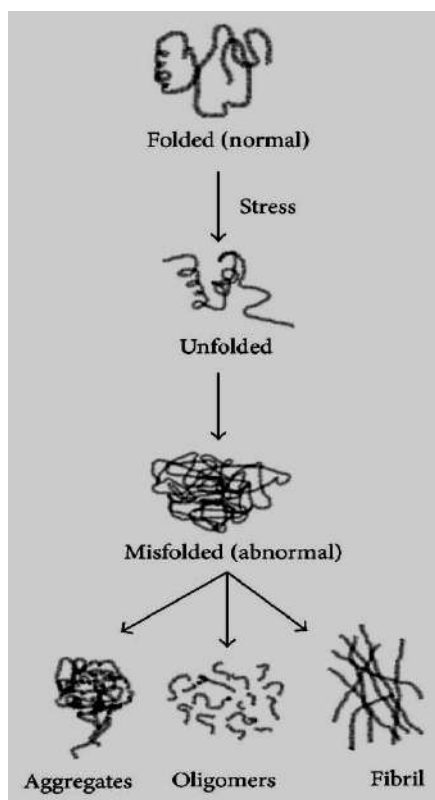 Folded (normal)
Stress
Unfolded
Misfolded (abnormal)
Aggregates Oligomers Fibril